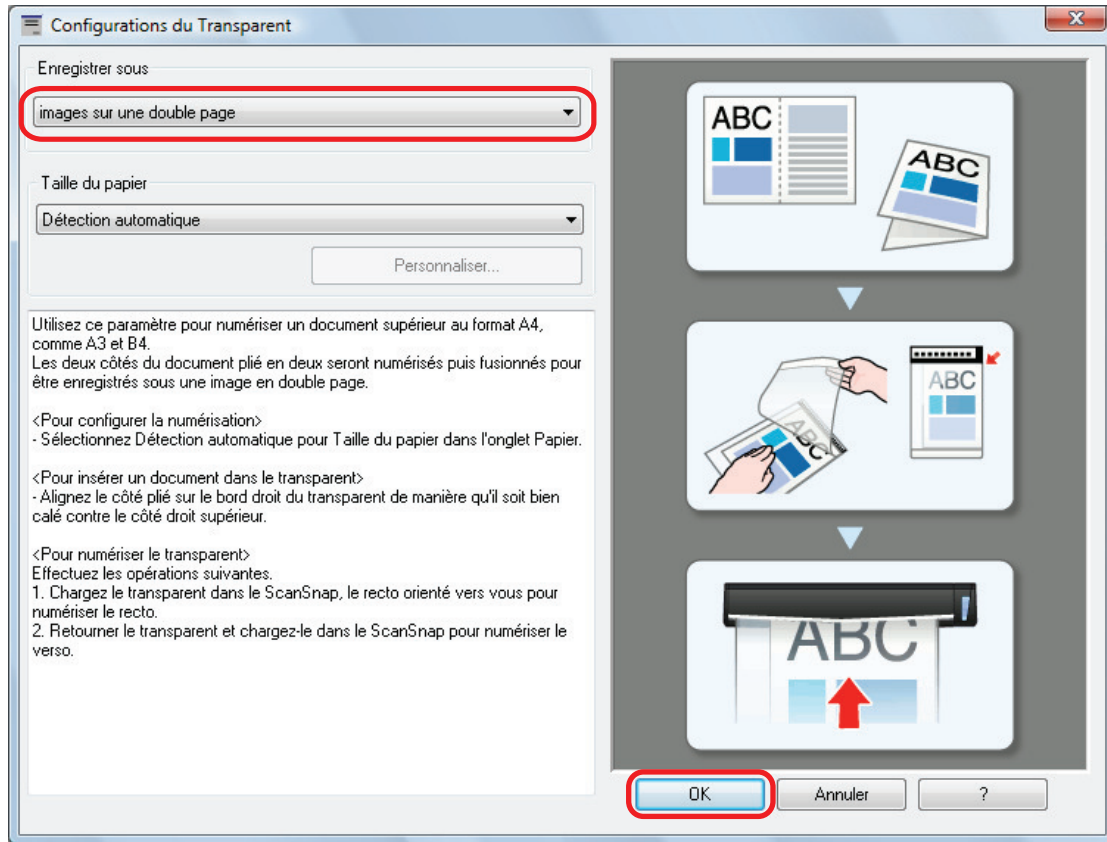 Configurations du Transparent
Enregistrer sous
images sur une double page
Taille du papier
Détection automatique
Personnaliser...
Utilisez ce paramètre pour numériser un document supérieur au format A4,
comme A3 et B4.
Les deux côtés du document plié en deux seront numérisés puis fusionnés pour
être enregistrés sous une image en double page.
<Pour configurer la numérisation>
- Sélectionnez Détection automatique pour Taille du papier dans l'onglet Papier.
<Pour insérer un document dans le transparent>
- Alignez le côté plié sur le bord droit du transparent de manière qu'il soit bien
calé contre le côté droit supérieur.
<Pour numériser le transparent>
Effectuez les opérations suivantes.
1. Chargez le transparent dans le ScanSnap, le recto orienté vers vous pour
numériser le recto.
2. Retourner le transparent et chargez-le dans le ScanSnap pour numériser le
verso.
ABC
ABC
ABC
ABC
ABC
OK
Annuler
?